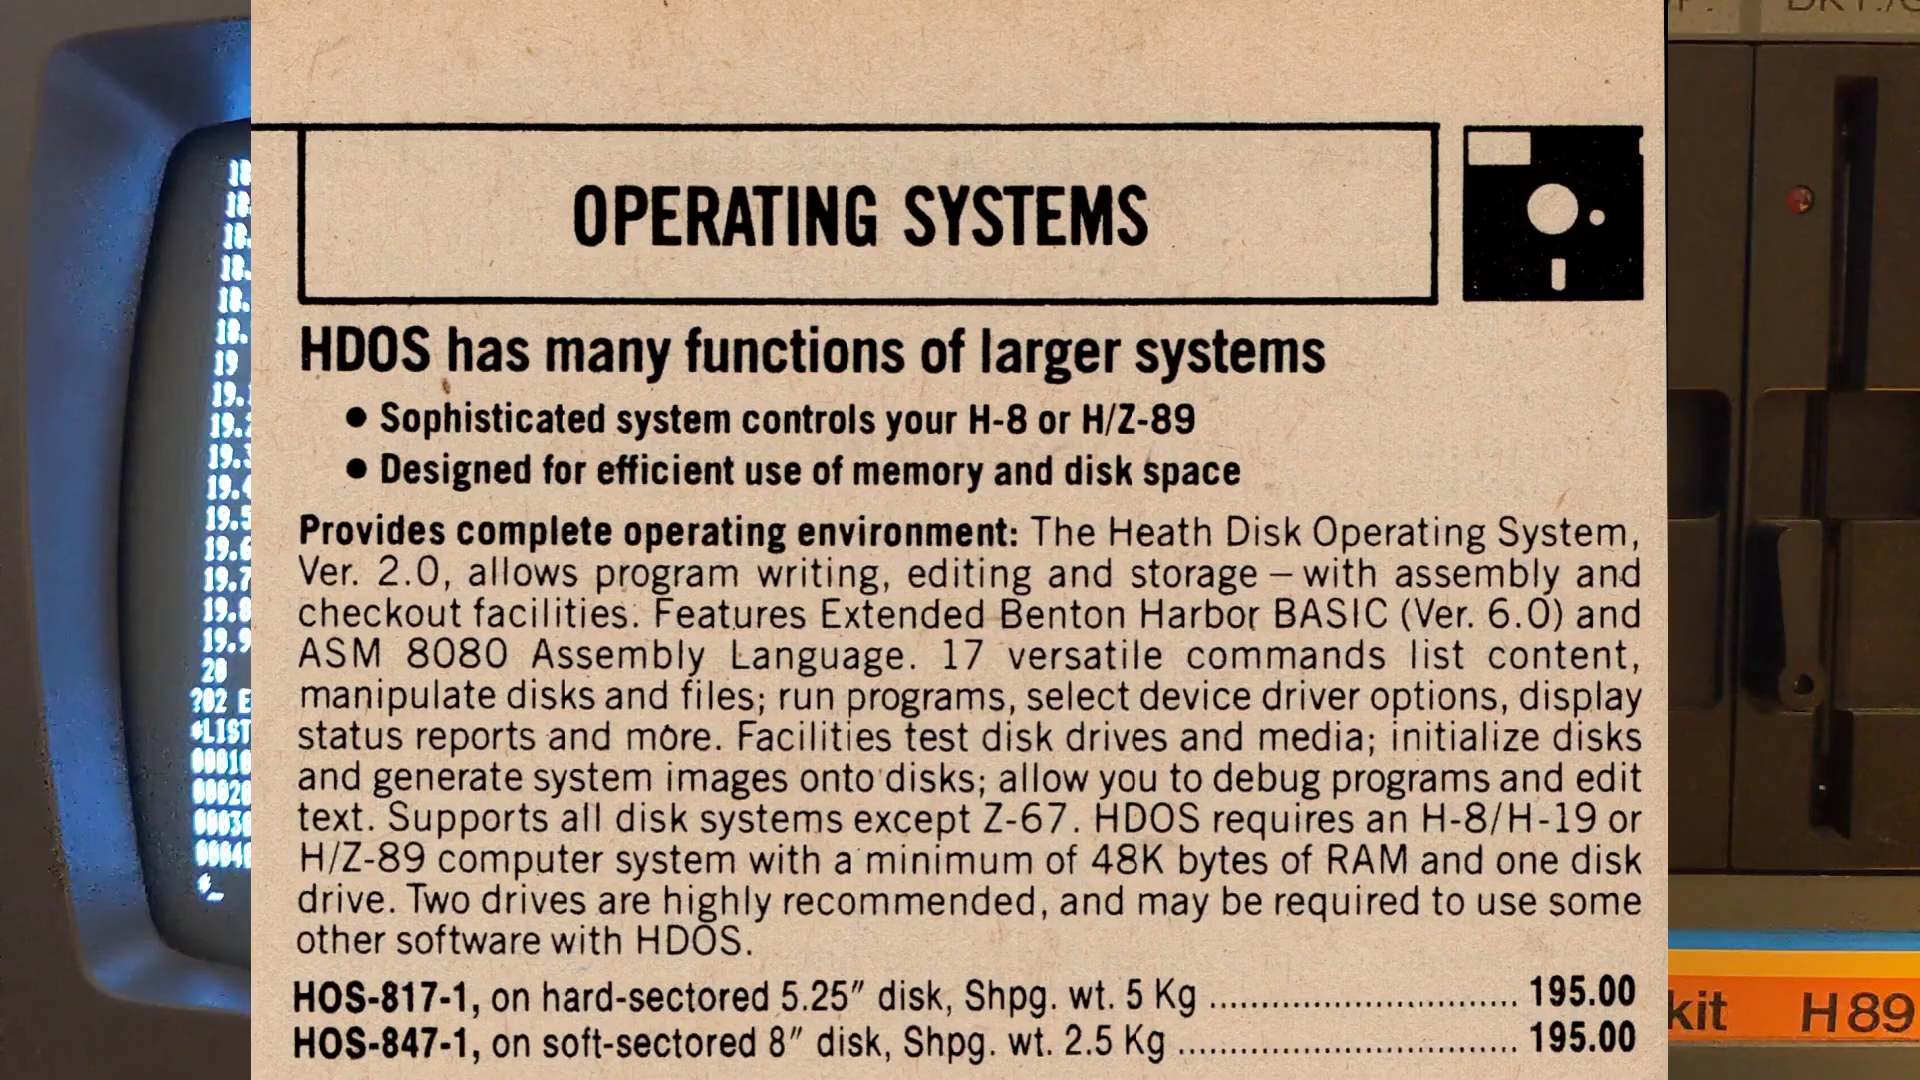 OPERATING SYSTEMS
HDOS has many functions of larger systems
● Sophisticated system controls your H-8 or H/Z-89
● Designed for efficient use of memory and disk space
Provides complete operating environment: The Heath Disk Operating System,
Ver. 2.0, allows program writing, editing and storage – with assembly and
checkout facilities. Features Extended Benton Harbor BASIC (Ver. 6.0) and
ASM 8080 Assembly Language. 17 versatile commands list content,
manipulate disks and files; run programs, select device driver options, display
status reports and more. Facilities test disk drives and media; initialize disks
and generate system images onto disks; allow you to debug programs and edit
text. Supports all disk systems except Z-67. HDOS requires an H-8/H-19 or
H/Z-89 computer system with a minimum of 48K bytes of RAM and one disk
drive. Two drives are highly recommended, and may be required to use some
other software with HDOS.
HOS-817-1, on hard-sectored 5.25″ disk, Shpg. wt. 5 Kg .............................. 195.00
HOS-847-1, on soft-sectored 8″ disk, Shpg. wt. 2.5 Kg ................................. 195.00
19
20
?02 E
*LIST
kit H89